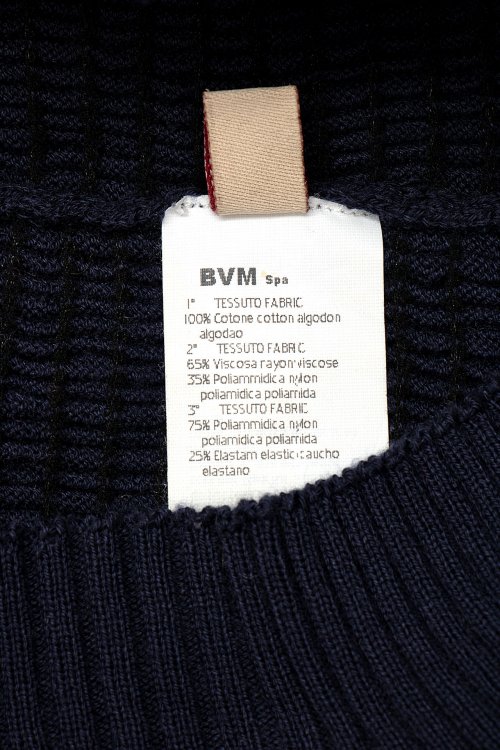 BVM Spa
1° TESSUTO FABRIC
100% Cotone cotton algodon
algodao
2° TESSUTO FABRIC
65% Viscosa rayon viscose
35% Poliammidica nylon
poliamidica poliamida
3° TESSUTO FABRIC
75% Poliammidica nylon
poliamidica poliamida
25% Elastam elastic caucho
elastano